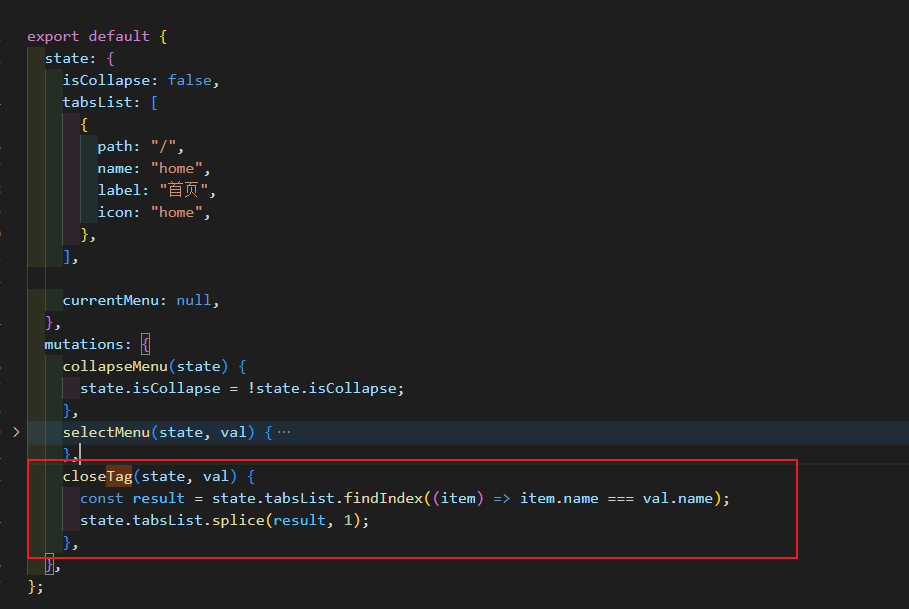 export default {
  state: {
    isCollapse: false,
    tabsList: [
      {
        path: "/",
        name: "home",
        label: "首页",
        icon: "home",
      },
    ],
    currentMenu: null,
  },
  mutations: {
    collapseMenu(state) {
      state.isCollapse = !state.isCollapse;
    },
    selectMenu(state, val) { ···
    },
    closeTag(state, val) {
      const result = state.tabsList.findIndex((item) => item.name === val.name);
      state.tabsList.splice(result, 1);
    },
  },
};